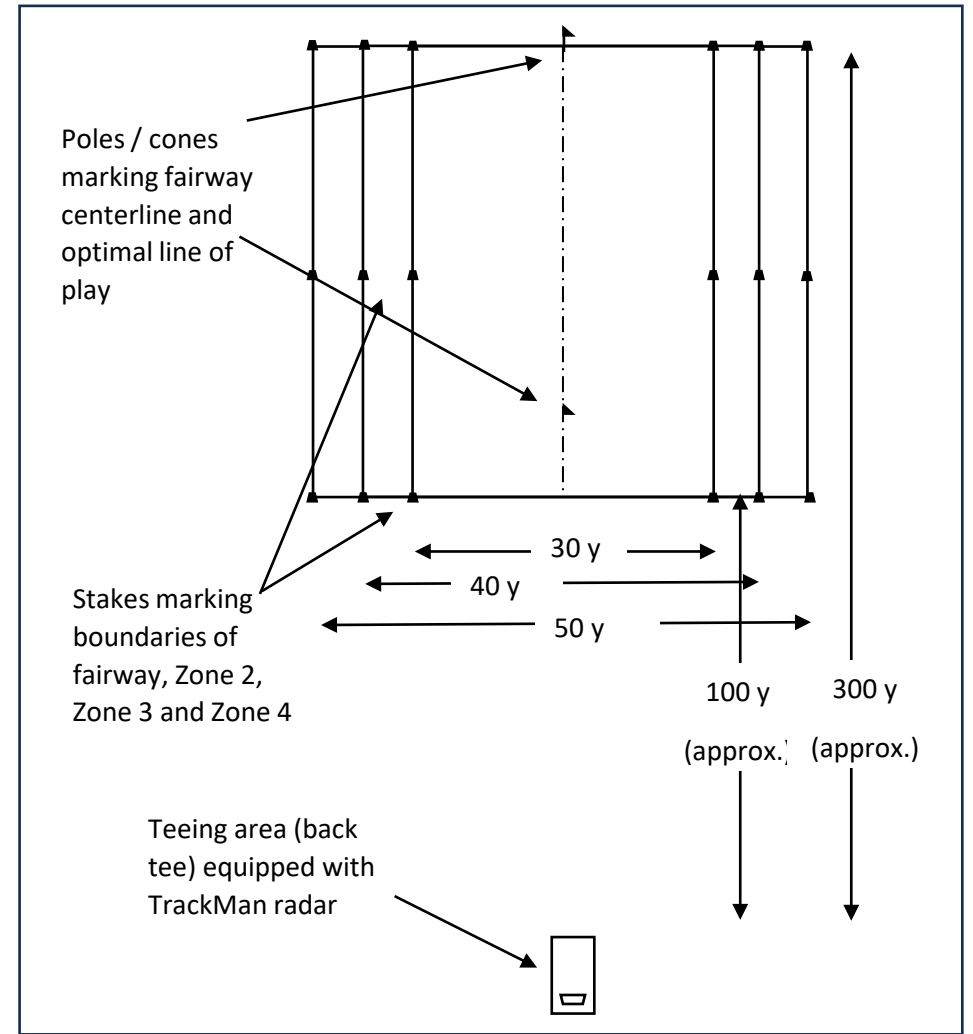 Poles / cones
marking fairway
centerline and
optimal line of
play
30 y
40 y
50 y
Stakes marking
boundaries of
fairway, Zone 2,
Zone 3 and Zone 4
100 y
(approx.)
300 y
(approx.)
Teeing area (back
tee) equipped with
TrackMan radar